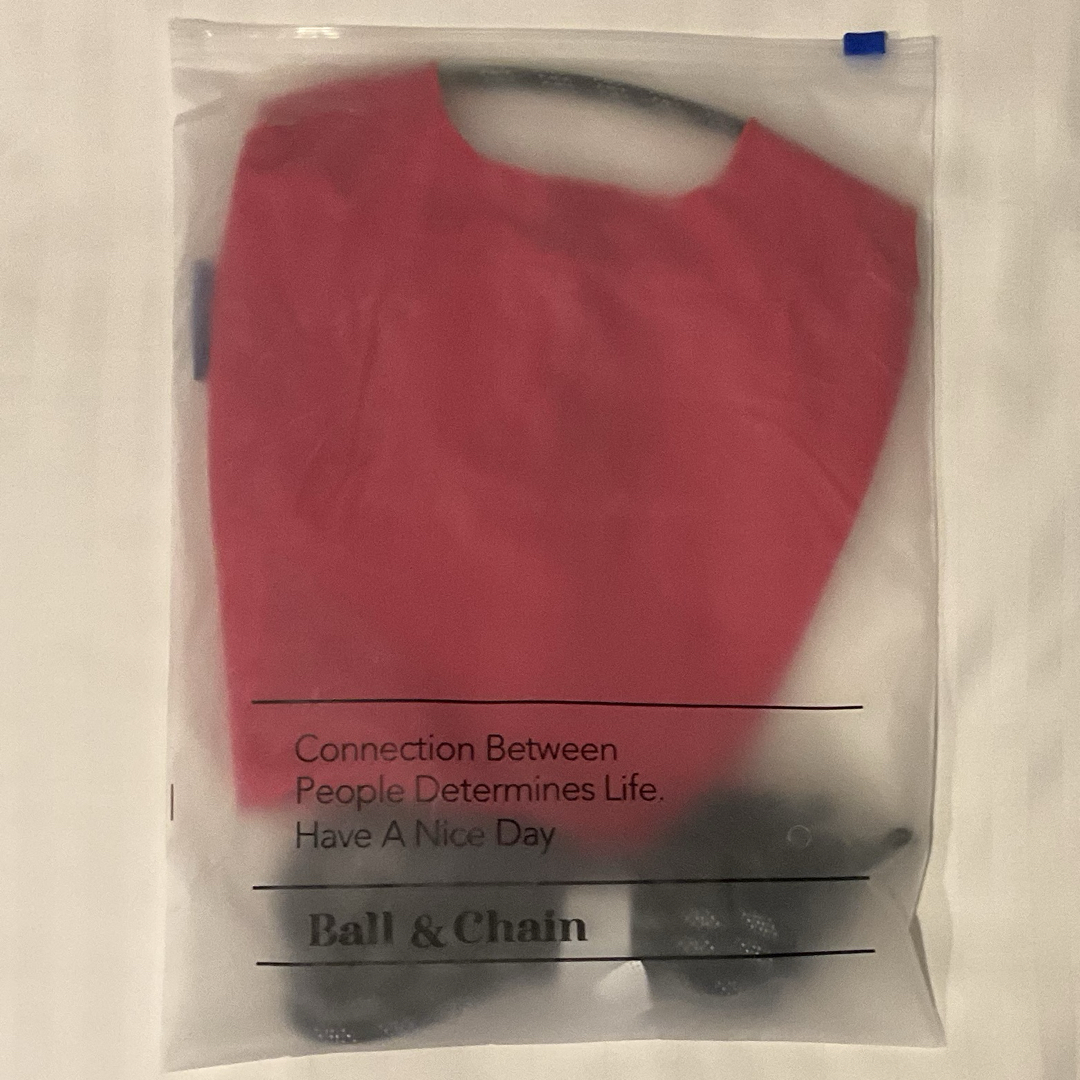 Connection Between
People Determines Life.
Have A Nice Day
Ball & Chain